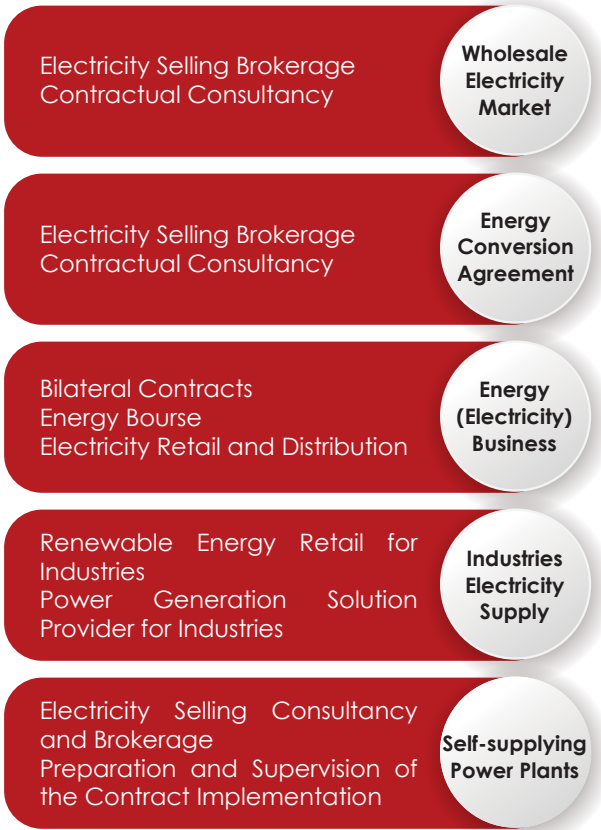 Electricity Selling Brokerage
Contractual Consultancy
Wholesale
Electricity
Market
Electricity Selling Brokerage
Contractual Consultancy
Energy
Conversion
Agreement
Bilateral Contracts
Energy Bourse
Electricity Retail and Distribution
Energy
(Electricity)
Business
Renewable Energy Retail for
Industries
Power Generation Solution
Provider for Industries
Industries
Electricity
Supply
Electricity Selling Consultancy
and Brokerage
Preparation and Supervision of
the Contract Implementation
Self-supplying
Power Plants